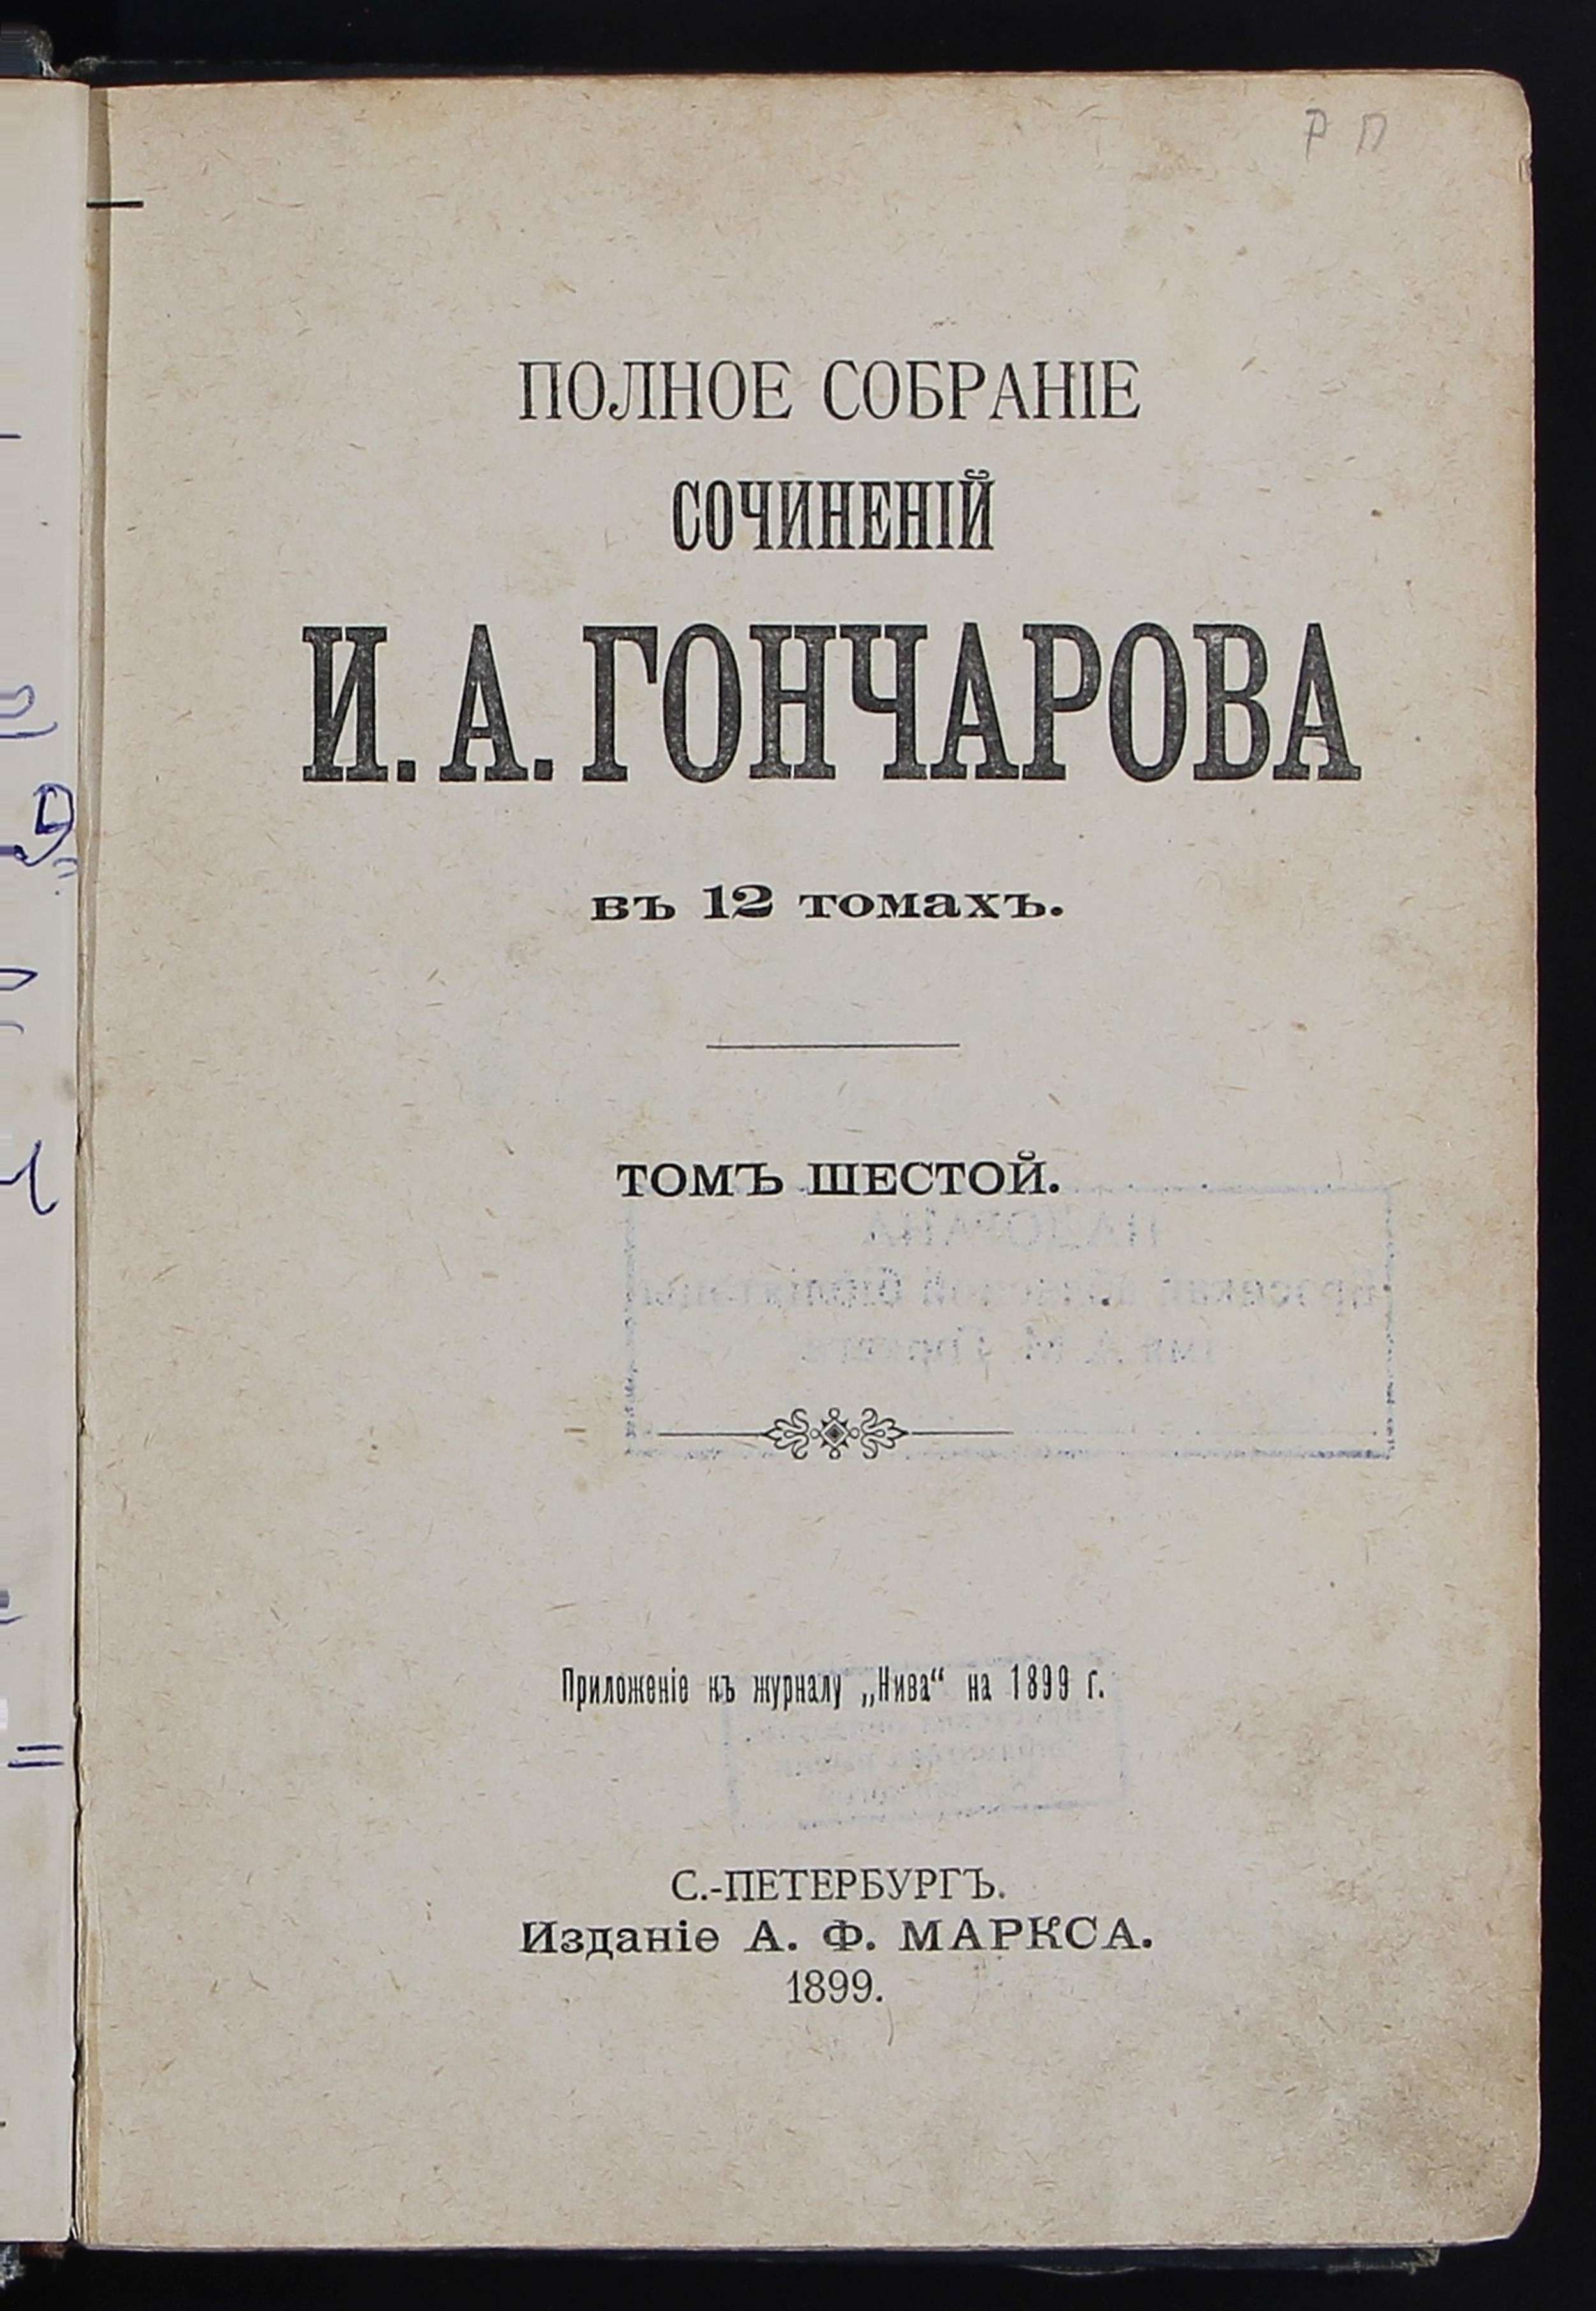 Р П
ПОЛНОЕ СОБРАНІЕ
СОЧИНЕНІЙ
И. А. ГОНЧАРОВА
въ 12 томахъ.
ТОМЪ ШЕСТОЙ.
Приложеніе къ журналу „Нива“ на 1899 г.
С.-ПЕТЕРБУРГЪ.
Изданіе А. Ф. МАРКСА.
1899.